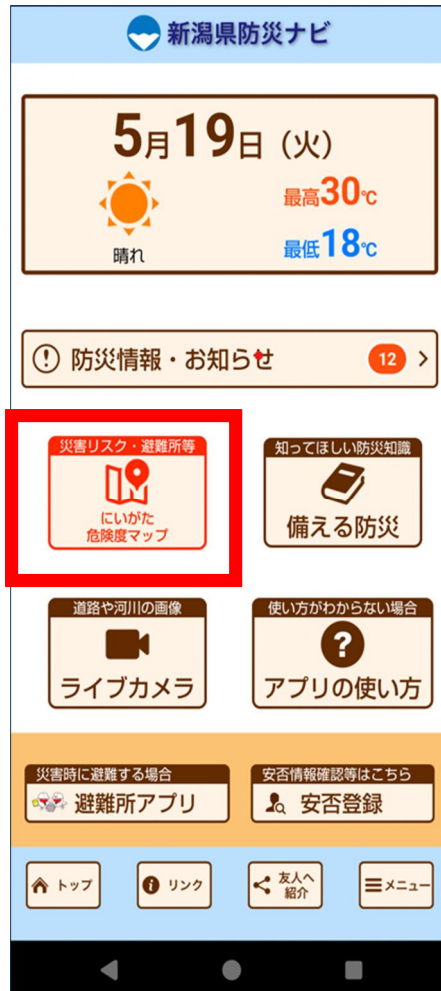 新潟県防災ナビ
5月19日（火）
最高30℃
晴れ
最低18℃
防災情報・お知らせ 12
災害リスク・避難所等
にいがた
危険度マップ
知ってほしい防災知識
備える防災
道路や河川の画像
ライブカメラ
使い方がわからない場合
?
アプリの使い方
災害時に避難する場合
避難所アプリ
安否情報確認等はこちら
安否登録
トップ
リンク
友人へ
紹介
メニュー